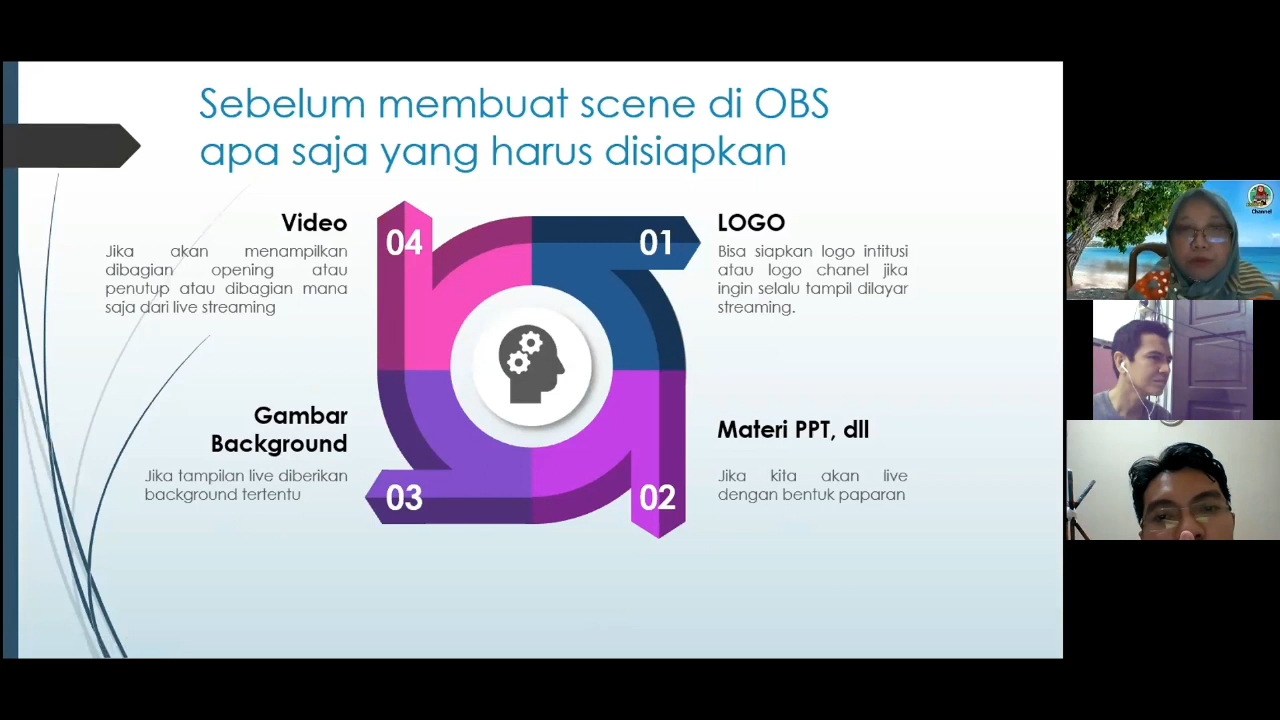 Sebelum membuat scene di OBS
apa saja yang harus disiapkan
01
LOGO
Bisa siapkan logo intitusi
atau logo chanel jika
ingin selalu tampil dilayar
streaming.
02
Materi PPT, dll
Jika kita akan live
dengan bentuk paparan
03
Gambar
Background
Jika tampilan live diberikan
background tertentu
04
Video
Jika akan menampilkan
dibagian opening atau
penutup atau dibagian mana
saja dari live streaming
Channel